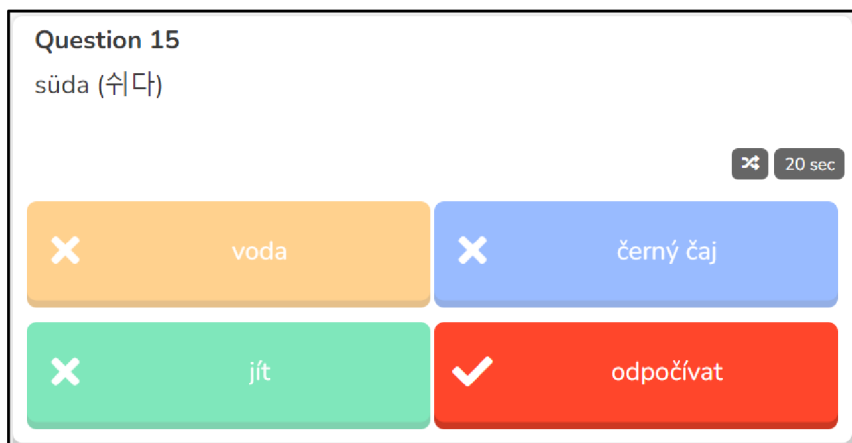 Question 15
süda (쉬다)
20 sec
voda
černý čaj
jít
odpočívat